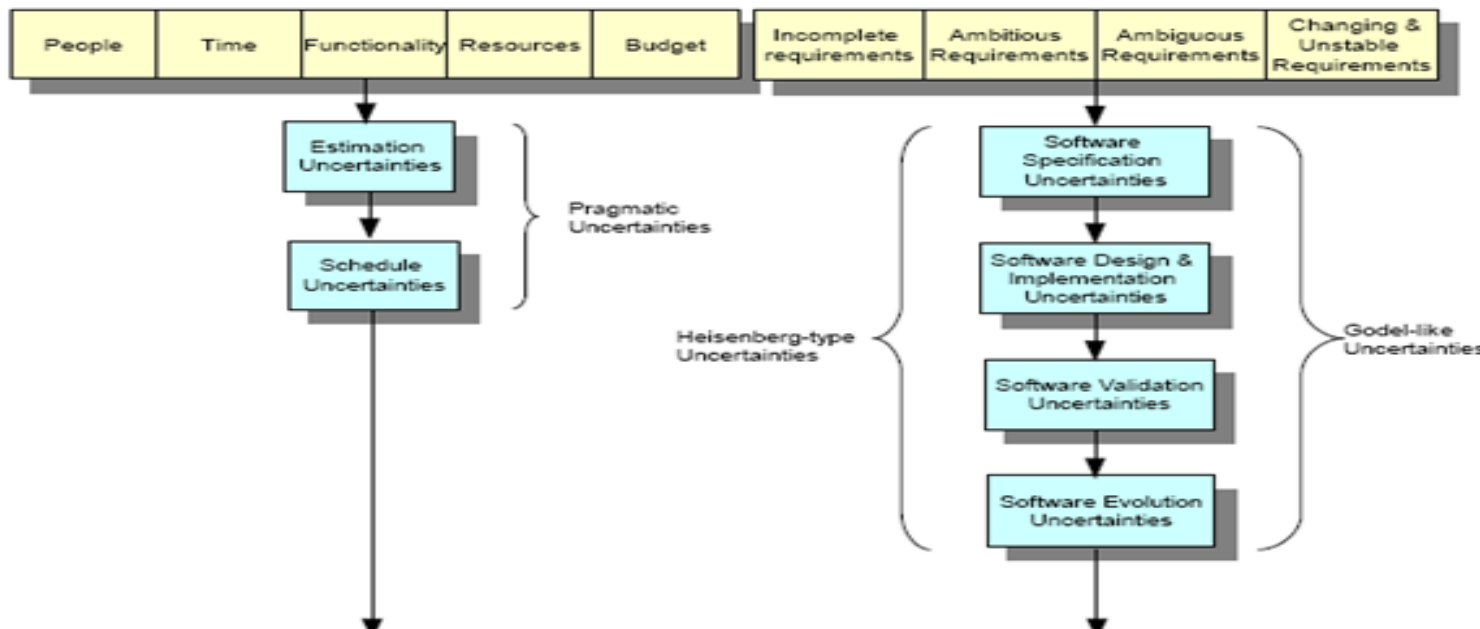 People
Time
Functionality
Resources
Budget
Incomplete
requirements
Ambitious
Requirements
Ambiguous
Requirements
Changing &
Unstable
Requirements
Estimation
Uncertainties
Schedule
Uncertainties
Pragmatic
Uncertainties
Software
Specification
Uncertainties
Software Design &
Implementation
Uncertainties
Heisenberg-type
Uncertainties
Godel-like
Uncertainties
Software Validation
Uncertainties
Software Evolution
Uncertainties